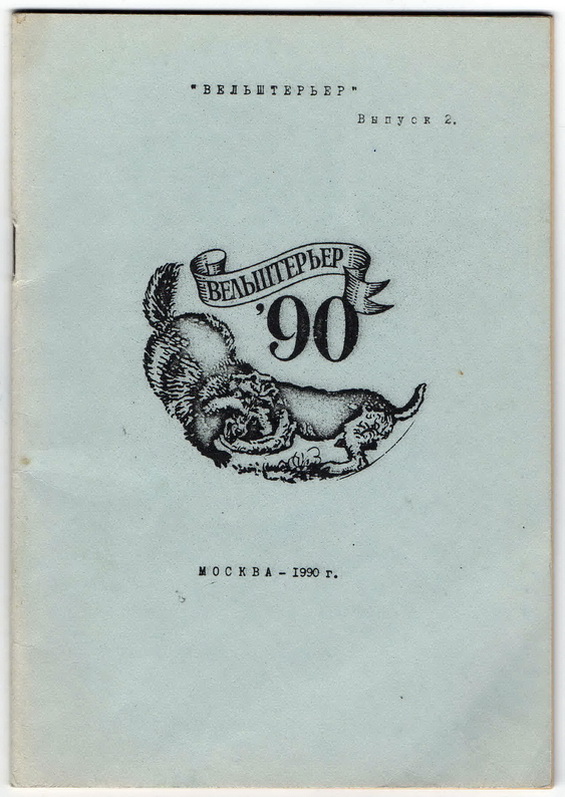 "ВЕЛЬШТЕРЬЕР"
Выпуск 2.
ВЕЛЬШТЕРЬЕР
'90
МОСКВА – 1990 г.